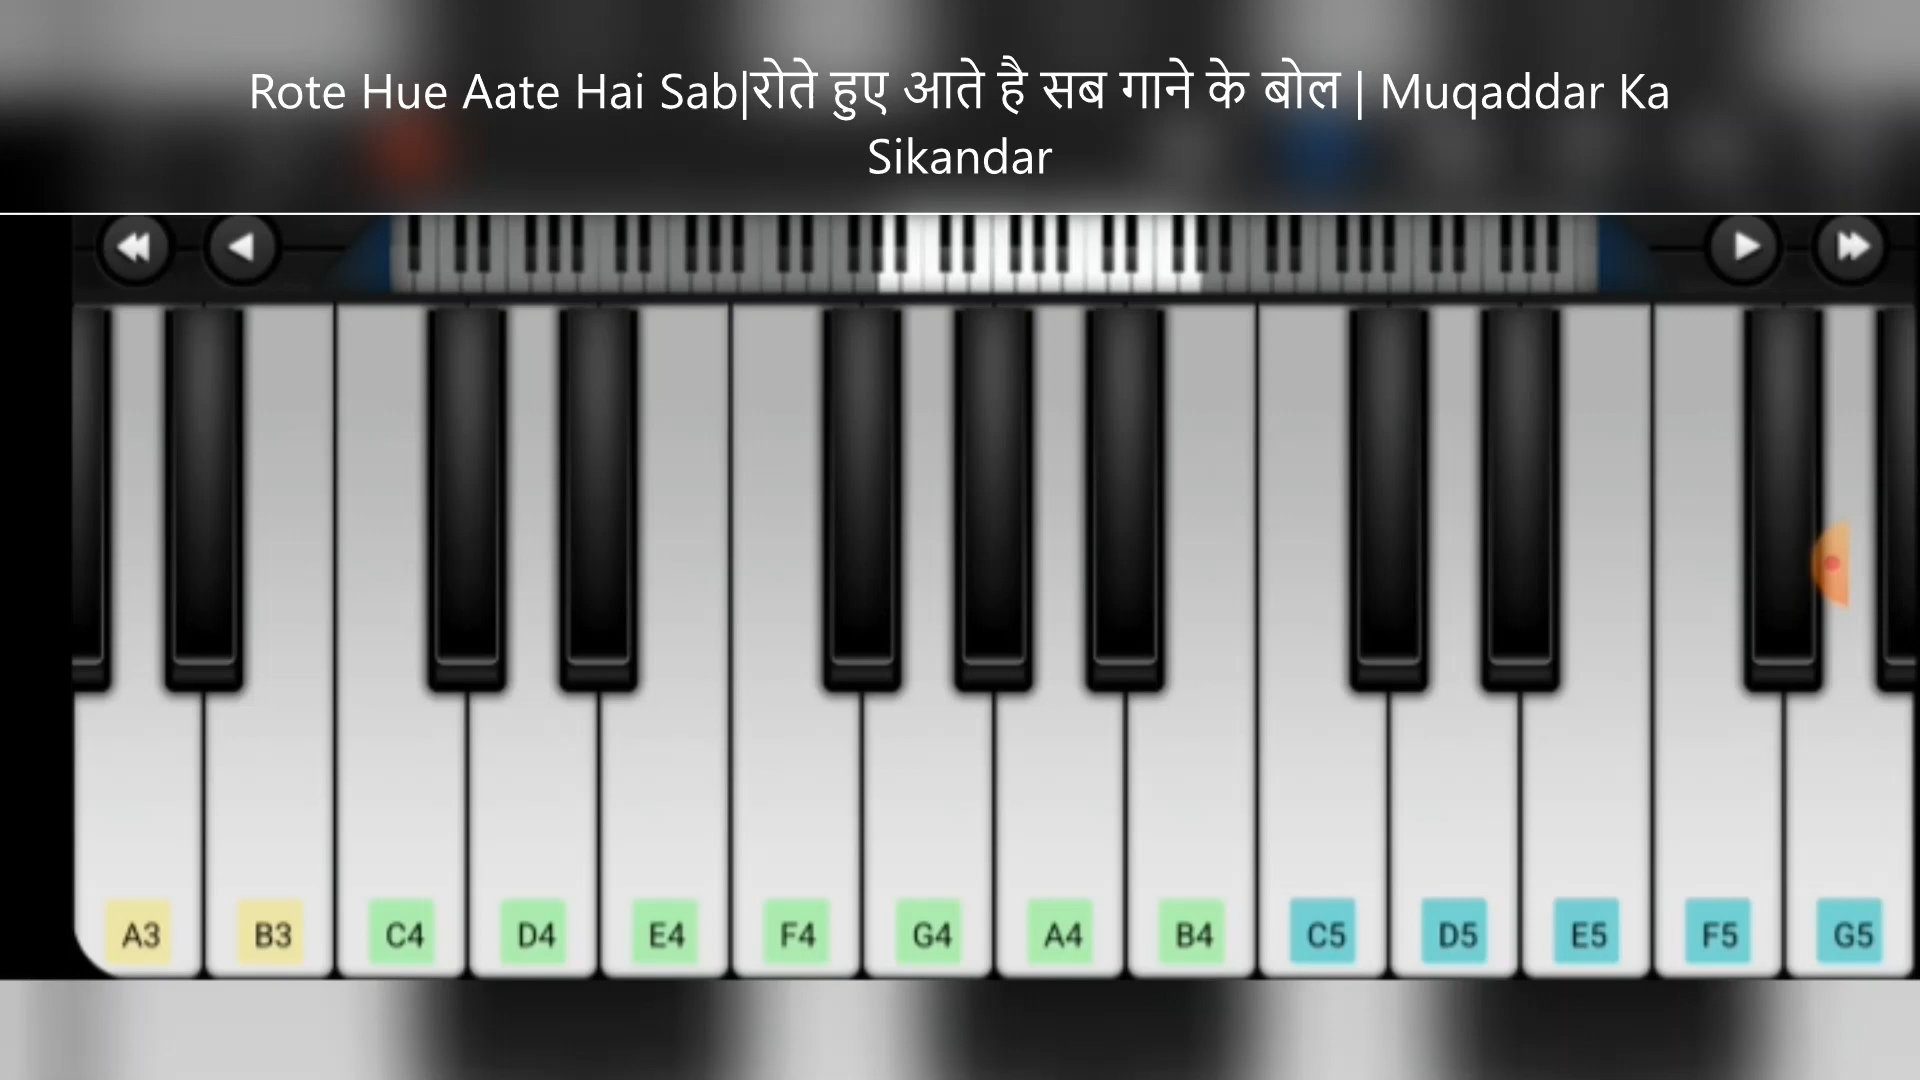 Rote Hue Aate Hai Sab|रोते हुए आते है सब गाने के बोल | Muqaddar Ka
Sikandar
A3 B3 C4 D4 E4 F4 G4 A4 B4 C5 D5 E5 F5 G5